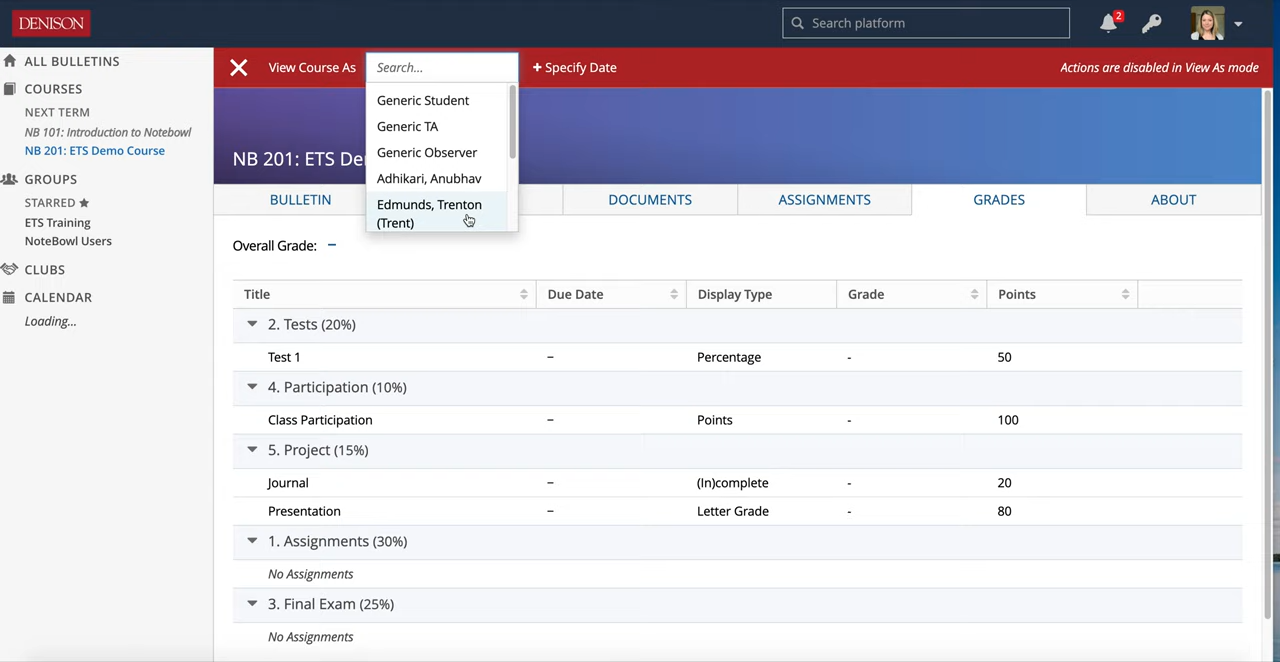 DENISON
Search platform
2
ALL BULLETINS
COURSES
NEXT TERM
NB 101: Introduction to Notebowl
NB 201: ETS Demo Course
GROUPS
STARRED
ETS Training
NoteBowl Users
CLUBS
CALENDAR
Loading...
View Course As
Search...
+ Specify Date
Actions are disabled in View As mode
Generic Student
Generic TA
Generic Observer
Adhikari, Anubhav
Edmunds, Trenton
(Trent)
NB 201: ETS De
BULLETIN
DOCUMENTS
ASSIGNMENTS
GRADES
ABOUT
Overall Grade: –
Title Due Date Display Type Grade Points
2. Tests (20%)
Test 1 – Percentage - 50
4. Participation (10%)
Class Participation – Points - 100
5. Project (15%)
Journal – (In)complete - 20
Presentation – Letter Grade - 80
1. Assignments (30%)
No Assignments
3. Final Exam (25%)
No Assignments